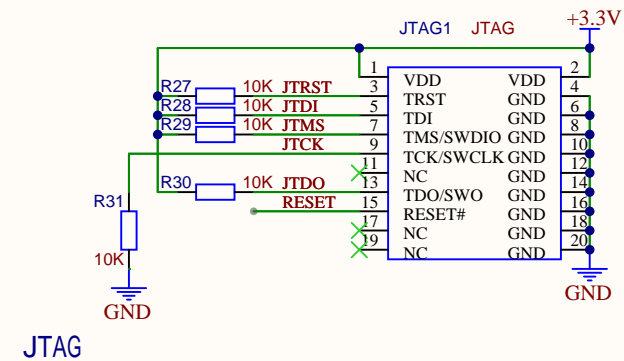 JTAG1 JTAG +3.3V
1 VDD VDD 2
R27 10K JTRST 3 TRST GND 4
R28 10K JTDI 5 TDI GND 6
R29 10K JTMS 7 TMS/SWDIO GND 8
JTCK 9 TCK/SWCLK GND 10
11 NC GND 12
R30 10K JTDO 13 TDO/SWO GND 14
R31 RESET 15 RESET# GND 16
17 NC GND 18
10K 19 NC GND 20
GND GND
JTAG